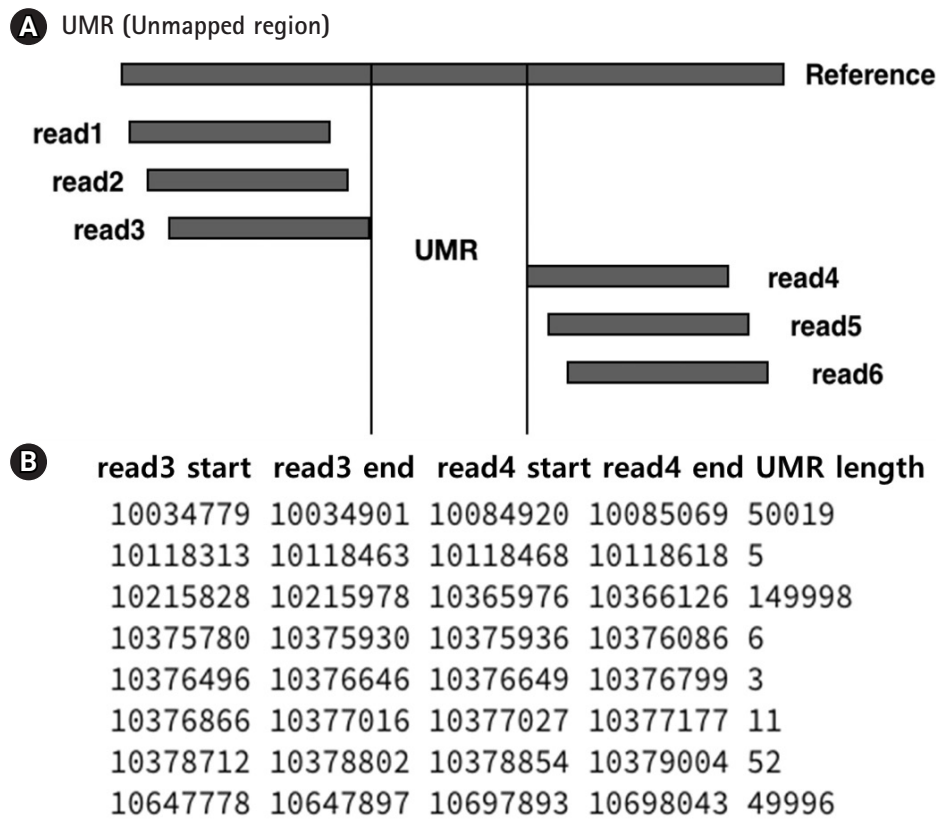 A UMR (Unmapped region)
Reference
read1
read2
read3
UMR
read4
read5
read6
B
read3 start read3 end read4 start read4 end UMR length
10034779 10034901 10084920 10085069 50019
10118313 10118463 10118468 10118618 5
10215828 10215978 10365976 10366126 149998
10375780 10375930 10375936 10376086 6
10376496 10376646 10376649 10376799 3
10376866 10377016 10377027 10377177 11
10378712 10378802 10378854 10379004 52
10647778 10647897 10697893 10698043 49996